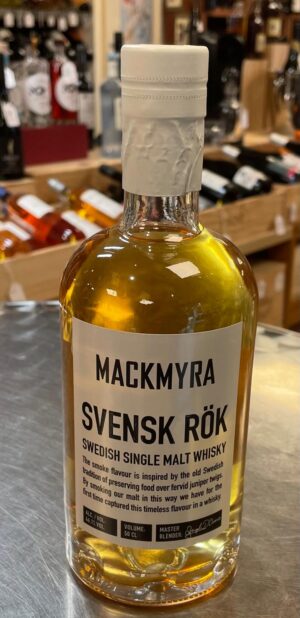 MACKMYRA
SVENSK RÖK
SWEDISH SINGLE MALT WHISKY
The smoke flavour is inspired by the old Swedish
tradition of preserving food over fervid juniper twigs.
By smoking our malt in this way we have for the
first time captured this timeless flavour in a whisky.
ALC./VOL: VOLUME: MASTER
50 CL BLENDER: